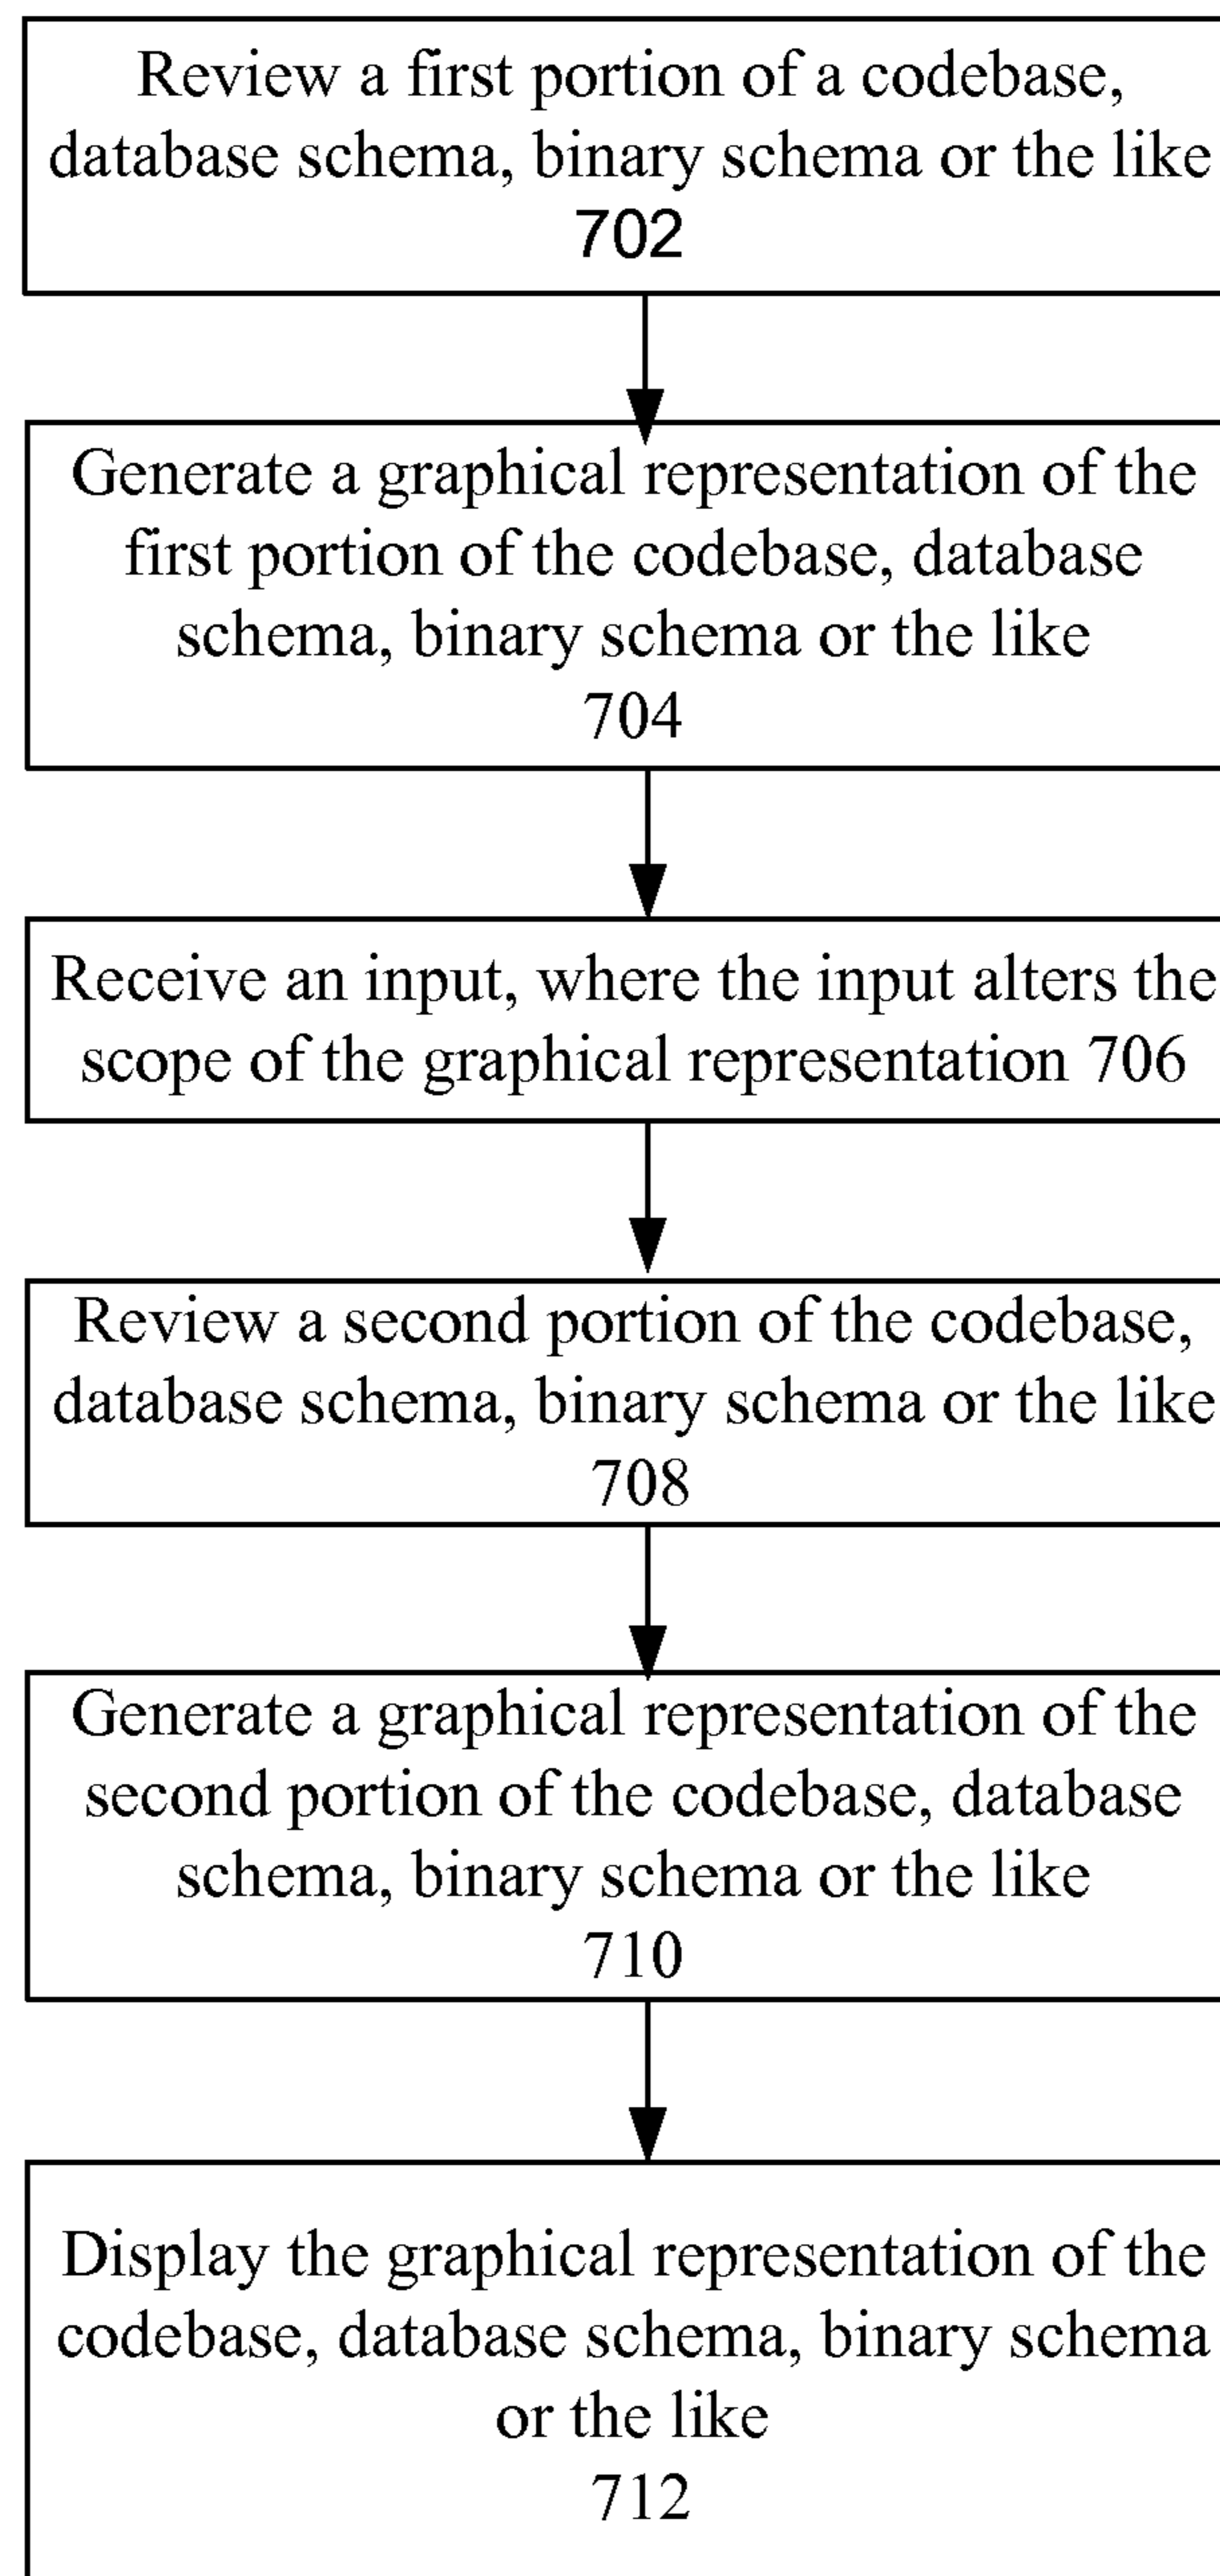 Review a first portion of a codebase,
database schema, binary schema or the like
702
Generate a graphical representation of the
first portion of the codebase, database
schema, binary schema or the like
704
Receive an input, where the input alters the
scope of the graphical representation 706
Review a second portion of the codebase,
database schema, binary schema or the like
708
Generate a graphical representation of the
second portion of the codebase, database
schema, binary schema or the like
710
Display the graphical representation of the
codebase, database schema, binary schema
or the like
712